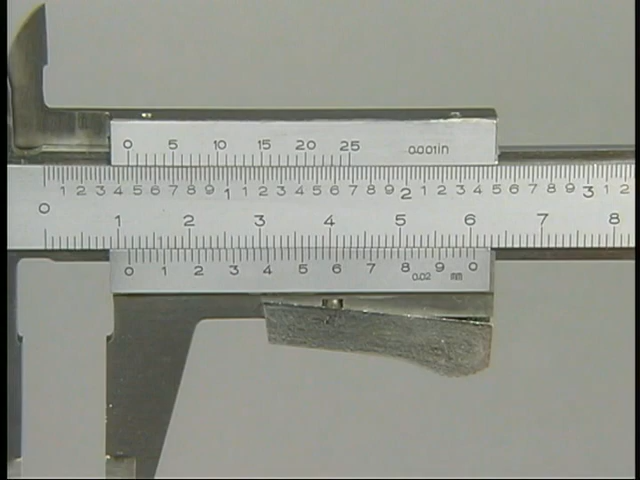 0 5 10 15 20 25 0.001in
1 2 3 4 5 6 7 8 9 1 1 2 3 4 5 6 7 8 9 2 1 2 3 4 5 6 7 8 9 3 1 2
0 1 2 3 4 5 6 7 8
0 1 2 3 4 5 6 7 8 9 0
0.02 mm